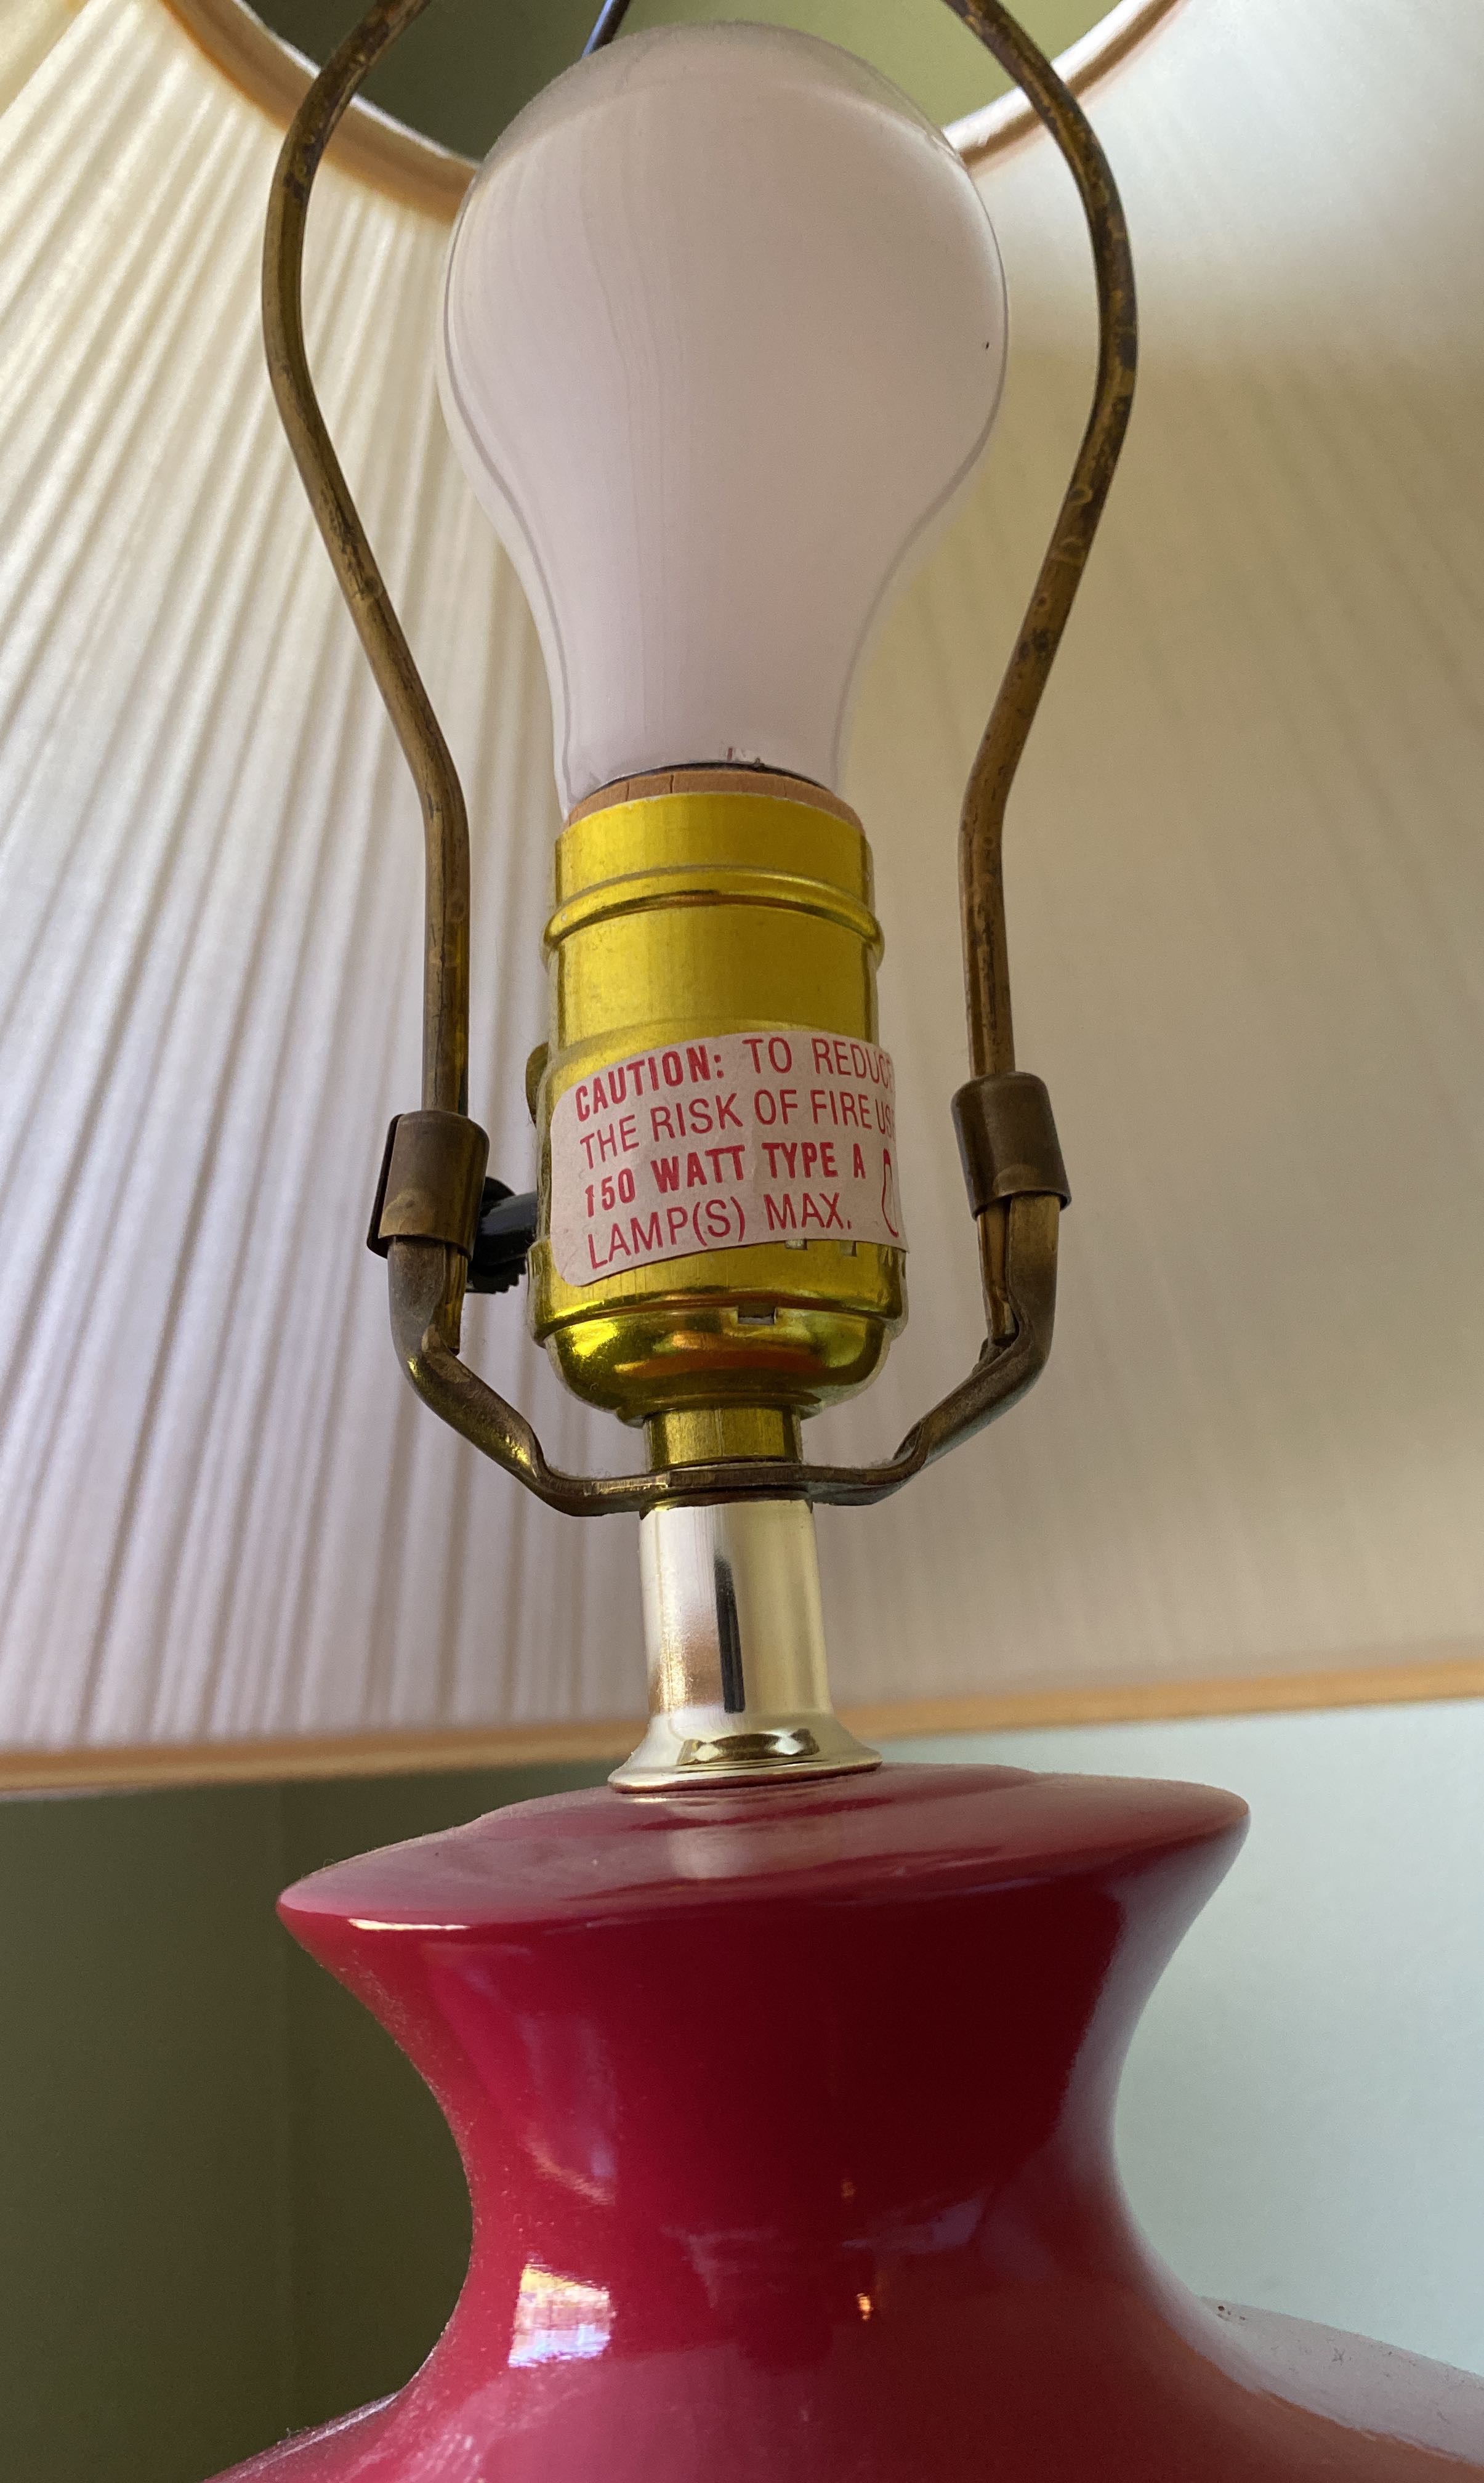 CAUTION: TO REDUC
THE RISK OF FIRE US
150 WATT TYPE A
LAMP(S) MAX.